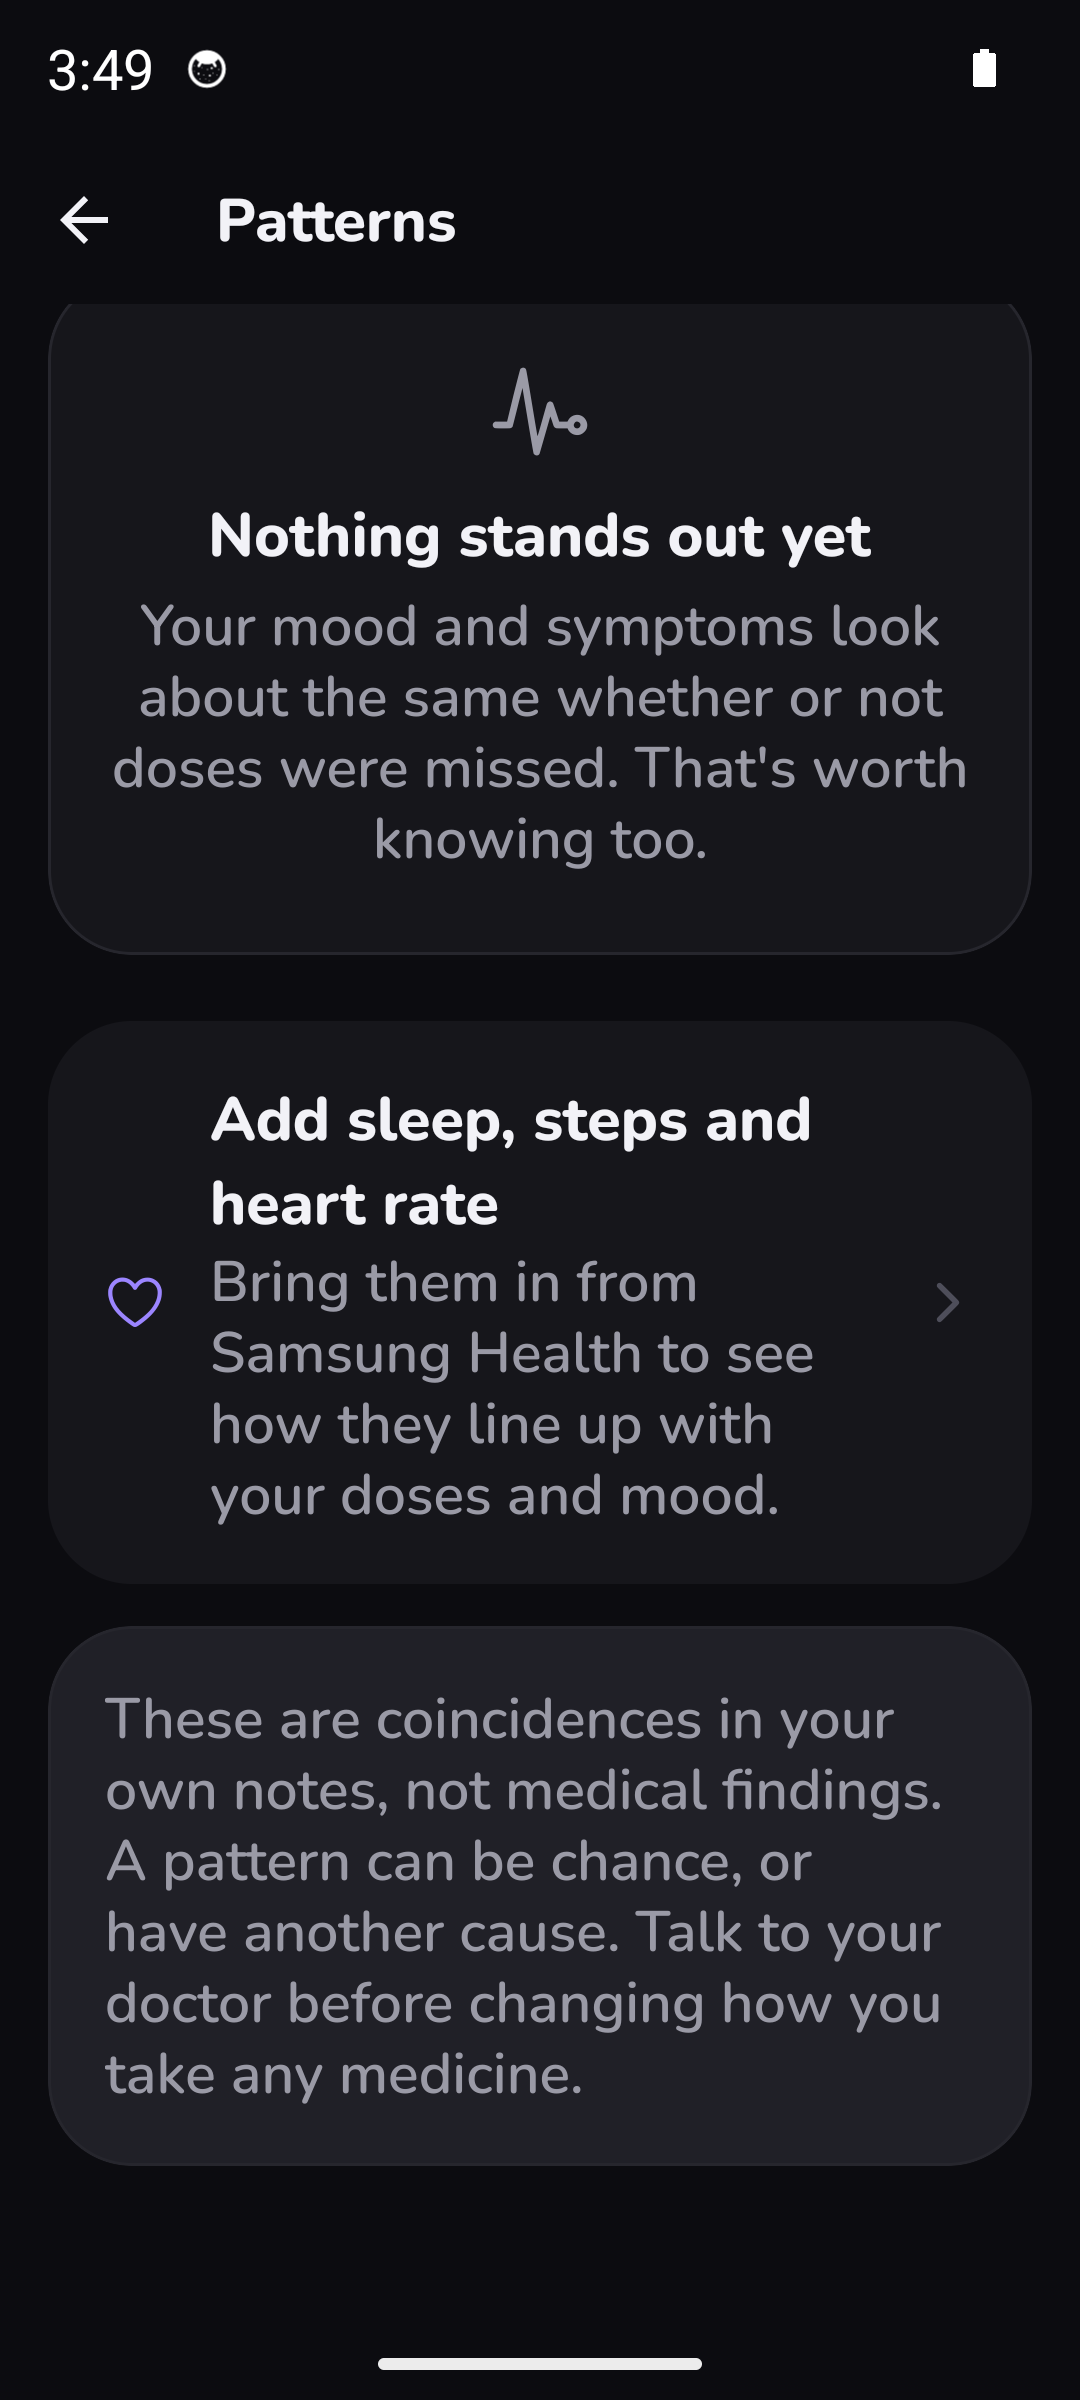 3:49
Patterns
Nothing stands out yet
Your mood and symptoms look
about the same whether or not
doses were missed. That's worth
knowing too.
Add sleep, steps and
heart rate
Bring them in from
Samsung Health to see
how they line up with
your doses and mood.
These are coincidences in your
own notes, not medical findings.
A pattern can be chance, or
have another cause. Talk to your
doctor before changing how you
take any medicine.